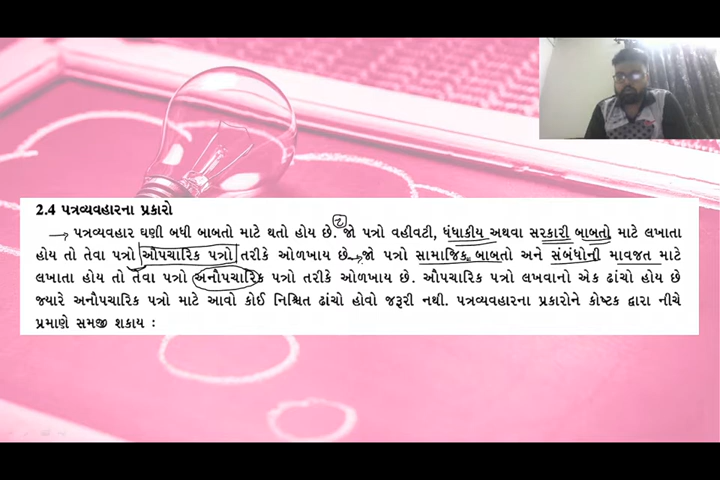 2.4 પત્રવ્યવહારના પ્રકારો
પત્રવ્યવહાર ઘણી બધી બાબતો માટે થતો હોય છે. જો પત્રો વહીવટી, ધંધાકીય અથવા સરકારી બાબતો માટે લખાતા
હોય તો તેવા પત્રો ઔપચારિક પત્રો તરીકે ઓળખાય છે. જો પત્રો સામાજિક બાબતો અને સંબંધોની માવજત માટે
લખાતા હોય તો તેવા પત્રો અનૌપચારિક પત્રો તરીકે ઓળખાય છે. ઔપચારિક પત્રો લખવાનો એક ઢાંચો હોય છે
જ્યારે અનૌપચારિક પત્રો માટે આવો કોઈ નિશ્ચિત ઢાંચો હોવો જરૂરી નથી. પત્રવ્યવહારના પ્રકારોને કોષ્ટક દ્વારા નીચે
પ્રમાણે સમજી શકાય :